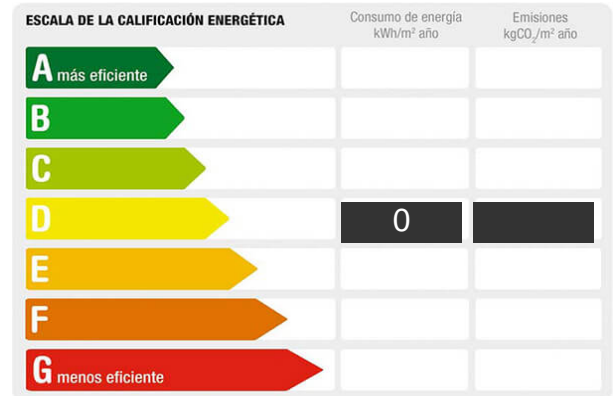 ESCALA DE LA CALIFICACIÓN ENERGÉTICA
Consumo de energía
kWh/m² año
Emisiones
kgCO₂/m² año
A más eficiente
B
C
D
0
E
F
G menos eficiente